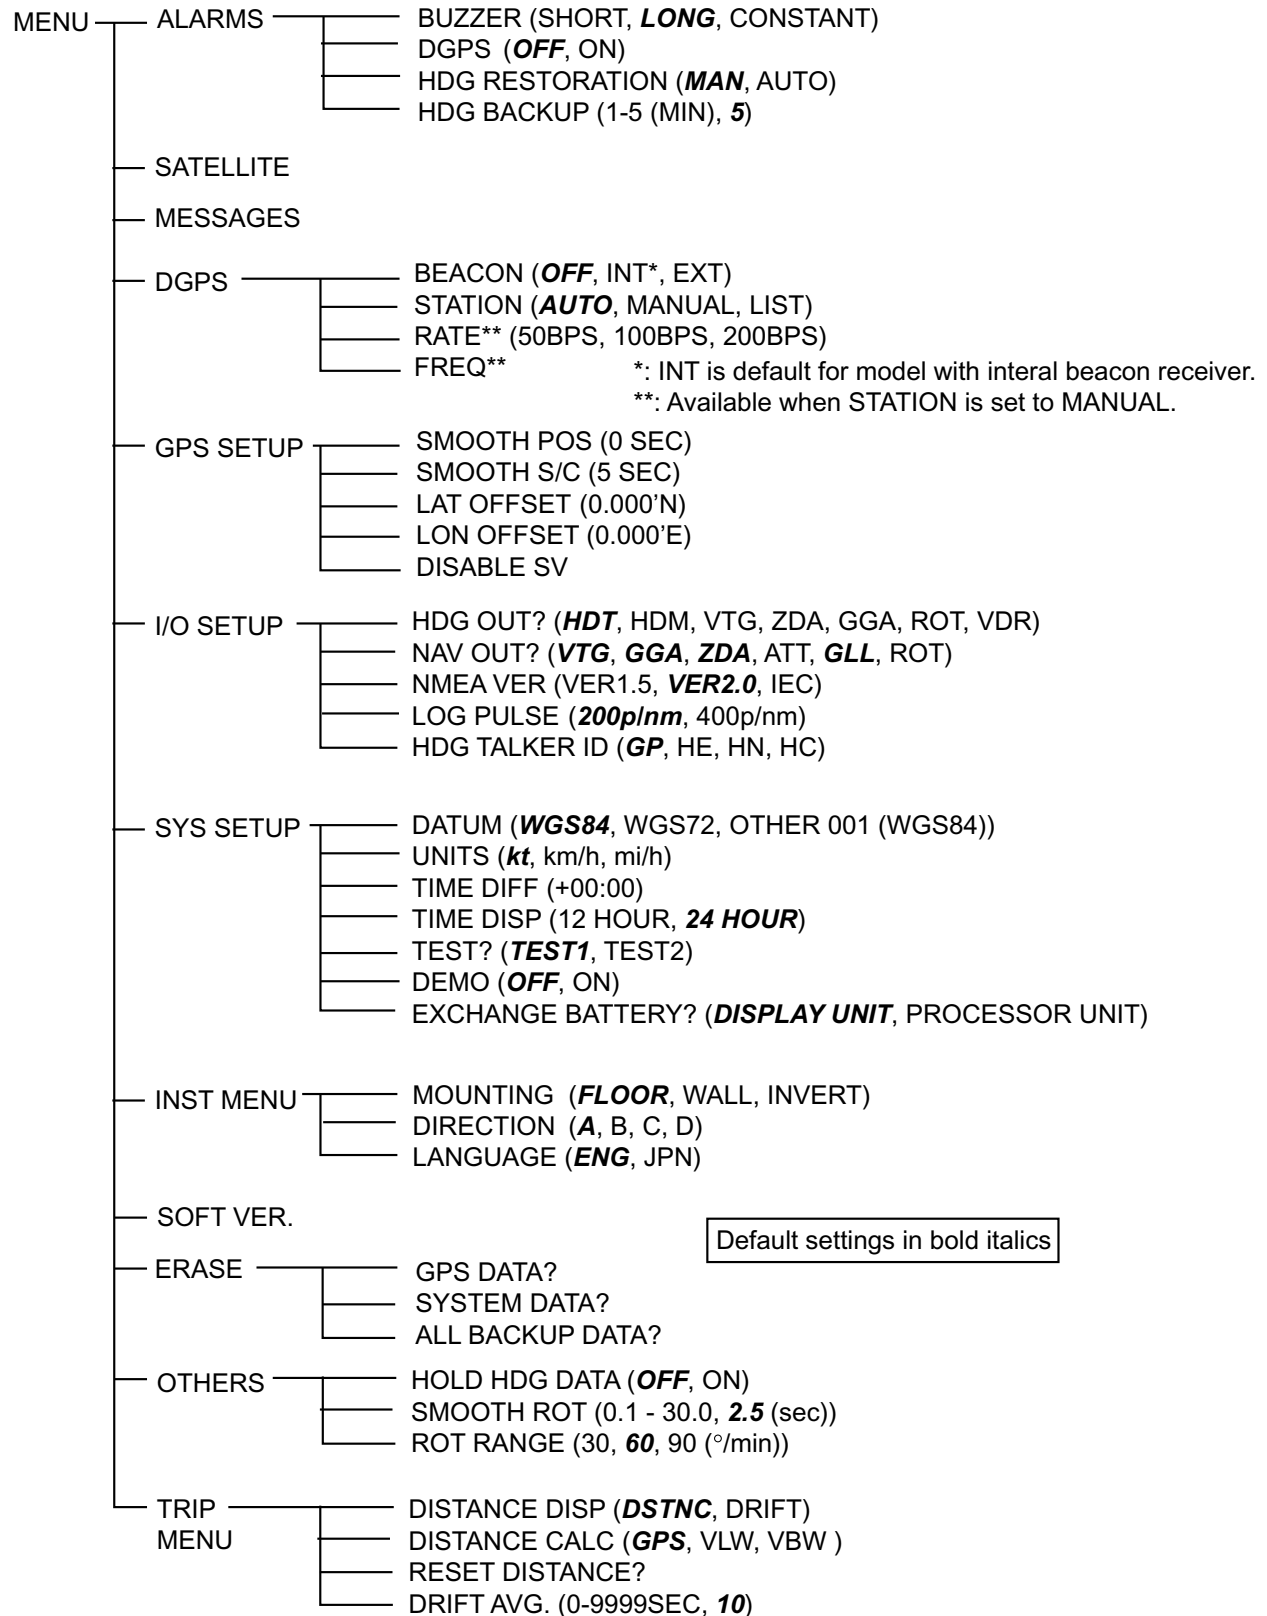 MENU
ALARMS
BUZZER (SHORT, LONG, CONSTANT)
DGPS (OFF, ON)
HDG RESTORATION (MAN, AUTO)
HDG BACKUP (1-5 (MIN), 5)
SATELLITE
MESSAGES
DGPS
BEACON (OFF, INT*, EXT)
STATION (AUTO, MANUAL, LIST)
RATE** (50BPS, 100BPS, 200BPS)
FREQ**
*: INT is default for model with interal beacon receiver.
**: Available when STATION is set to MANUAL.
GPS SETUP
SMOOTH POS (0 SEC)
SMOOTH S/C (5 SEC)
LAT OFFSET (0.000’N)
LON OFFSET (0.000’E)
DISABLE SV
I/O SETUP
HDG OUT? (HDT, HDM, VTG, ZDA, GGA, ROT, VDR)
NAV OUT? (VTG, GGA, ZDA, ATT, GLL, ROT)
NMEA VER (VER1.5, VER2.0, IEC)
LOG PULSE (200p/nm, 400p/nm)
HDG TALKER ID (GP, HE, HN, HC)
SYS SETUP
DATUM (WGS84, WGS72, OTHER 001 (WGS84))
UNITS (kt, km/h, mi/h)
TIME DIFF (+00:00)
TIME DISP (12 HOUR, 24 HOUR)
TEST? (TEST1, TEST2)
DEMO (OFF, ON)
EXCHANGE BATTERY? (DISPLAY UNIT, PROCESSOR UNIT)
INST MENU
MOUNTING (FLOOR, WALL, INVERT)
DIRECTION (A, B, C, D)
LANGUAGE (ENG, JPN)
SOFT VER.
Default settings in bold italics
ERASE
GPS DATA?
SYSTEM DATA?
ALL BACKUP DATA?
OTHERS
HOLD HDG DATA (OFF, ON)
SMOOTH ROT (0.1 - 30.0, 2.5 (sec))
ROT RANGE (30, 60, 90 (°/min))
TRIP
MENU
DISTANCE DISP (DSTNC, DRIFT)
DISTANCE CALC (GPS, VLW, VBW )
RESET DISTANCE?
DRIFT AVG. (0-9999SEC, 10)